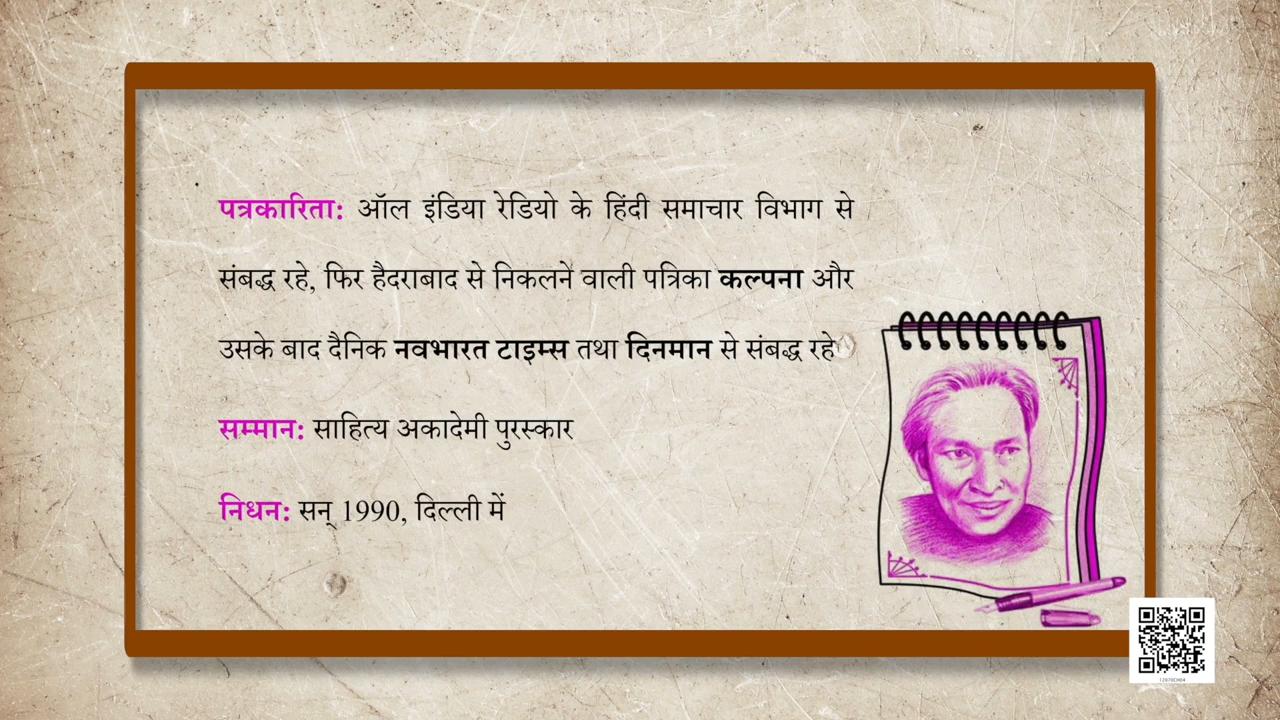 पत्रकारिता: ऑल इंडिया रेडियो के हिंदी समाचार विभाग से
संबद्ध रहे, फिर हैदराबाद से निकलने वाली पत्रिका कल्पना और
उसके बाद दैनिक नवभारत टाइम्स तथा दिनमान से संबद्ध रहे
सम्मान: साहित्य अकादेमी पुरस्कार
निधन: सन् 1990, दिल्ली में
12070CH04